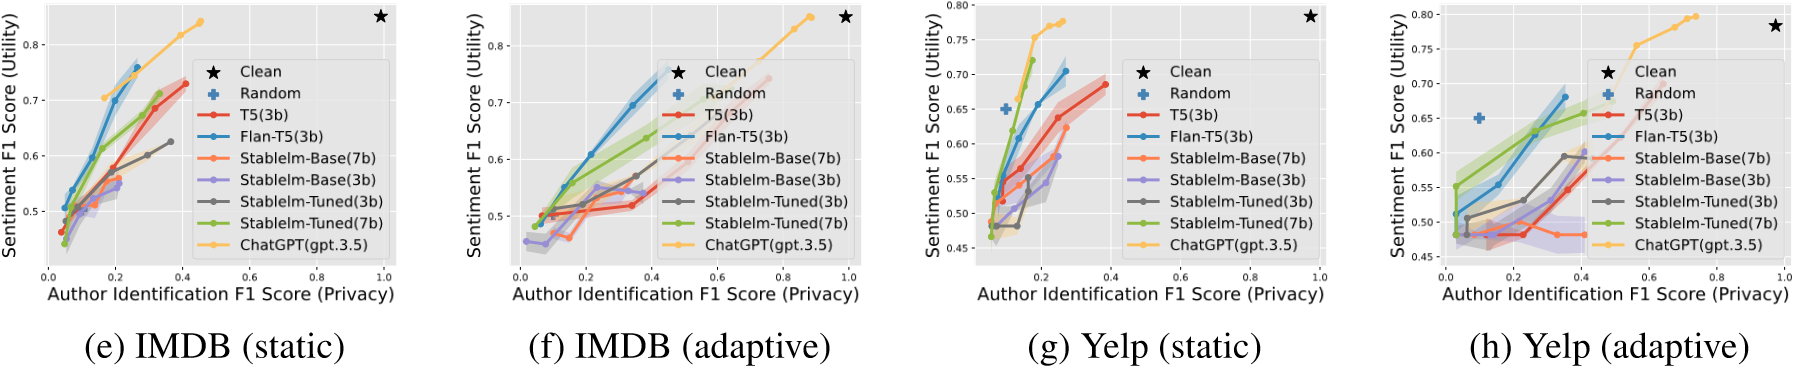 Sentiment F1 Score (Utility)
0.8
0.7
0.6
0.5
0.0 0.2 0.4 0.6 0.8 1.0
Author Identification F1 Score (Privacy)
Clean
Random
T5(3b)
Flan-T5(3b)
Stablelm-Base(7b)
Stablelm-Base(3b)
Stablelm-Tuned(3b)
Stablelm-Tuned(7b)
ChatGPT(gpt.3.5)
(e) IMDB (static)
Sentiment F1 Score (Utility)
0.8
0.7
0.6
0.5
0.0 0.2 0.4 0.6 0.8 1.0
Author Identification F1 Score (Privacy)
Clean
Random
T5(3b)
Flan-T5(3b)
Stablelm-Base(7b)
Stablelm-Base(3b)
Stablelm-Tuned(3b)
Stablelm-Tuned(7b)
ChatGPT(gpt.3.5)
(f) IMDB (adaptive)
Sentiment F1 Score (Utility)
0.80
0.75
0.70
0.65
0.60
0.55
0.50
0.45
0.2 0.4 0.6 0.8 1.0
Author Identification F1 Score (Privacy)
Clean
Random
T5(3b)
Flan-T5(3b)
Stablelm-Base(7b)
Stablelm-Base(3b)
Stablelm-Tuned(3b)
Stablelm-Tuned(7b)
ChatGPT(gpt.3.5)
(g) Yelp (static)
Sentiment F1 Score (Utility)
0.80
0.75
0.70
0.65
0.60
0.55
0.50
0.45
0.0 0.2 0.4 0.6 0.8 1.0
Author Identification F1 Score (Privacy)
Clean
Random
T5(3b)
Flan-T5(3b)
Stablelm-Base(7b)
Stablelm-Base(3b)
Stablelm-Tuned(3b)
Stablelm-Tuned(7b)
ChatGPT(gpt.3.5)
(h) Yelp (adaptive)